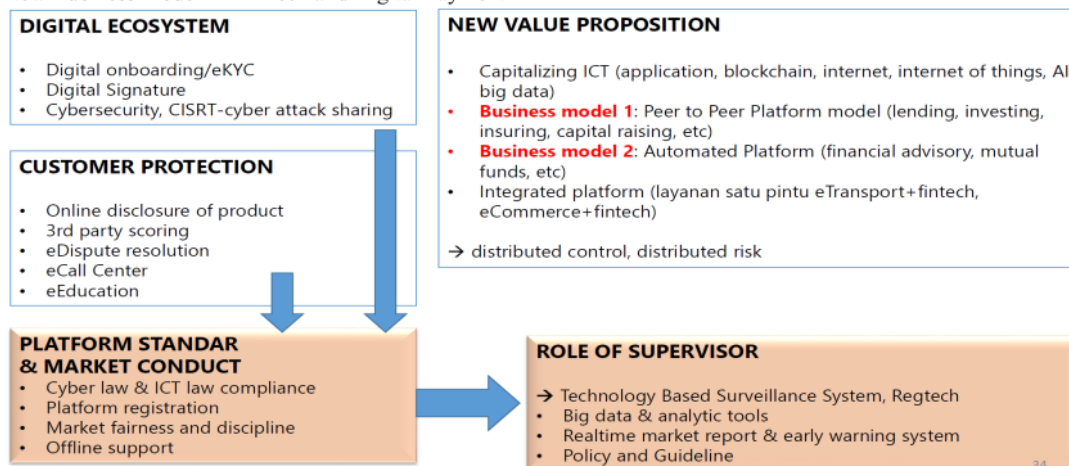 DIGITAL ECOSYSTEM
• Digital onboarding/eKYC
• Digital Signature
• Cybersecurity, CISRT-cyber attack sharing
CUSTOMER PROTECTION
• Online disclosure of product
• 3rd party scoring
• eDispute resolution
• eCall Center
• eEducation
PLATFORM STANDAR
& MARKET CONDUCT
• Cyber law & ICT law compliance
• Platform registration
• Market fairness and discipline
• Offline support
NEW VALUE PROPOSITION
• Capitalizing ICT (application, blockchain, internet, internet of things, AI
big data)
• Business model 1: Peer to Peer Platform model (lending, investing,
insuring, capital raising, etc)
• Business model 2: Automated Platform (financial advisory, mutual
funds, etc)
• Integrated platform (layanan satu pintu eTransport+fintech,
eCommerce+fintech)
→ distributed control, distributed risk
ROLE OF SUPERVISOR
→ Technology Based Surveillance System, Regtech
• Big data & analytic tools
• Realtime market report & early warning system
• Policy and Guideline
34